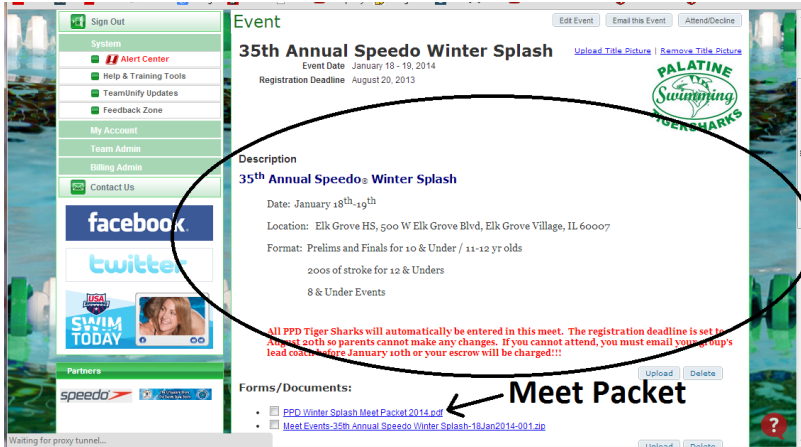 Sign Out
Event
Edit Event
Email this Event
Attend/Decline
System
35th Annual Speedo Winter Splash
Upload Title Picture | Remove Title Picture
Alert Center
Event Date January 18 - 19, 2014
Help & Training Tools
Registration Deadline August 20, 2013
PALATINE
Swimming
TIGERSHARKS
TeamUnify Updates
Feedback Zone
My Account
Team Admin
Billing Admin
Contact Us
Description
35th Annual Speedo® Winter Splash
Date: January 18th-19th
Location: Elk Grove HS, 500 W Elk Grove Blvd, Elk Grove Village, IL 60007
Format: Prelims and Finals for 10 & Under / 11-12 yr olds
200s of stroke for 12 & Unders
8 & Under Events
facebook
twitter
USA
SWIM
TODAY
All PPD Tiger Sharks will automatically be entered in this meet. The registration deadline is set to
August 20th so parents cannot make any changes. If you cannot
attend, you must email your group's
lead coach before January 10th or your escrow will be charged!!!
Upload
Delete
Partners
speedo
Forms/Documents:
Meet Packet
PPD Winter Splash Meet Packet 2014.pdf
Meet Events-35th Annual Speedo Winter Splash-18Jan2014-001.zip
Upload
Delete
Waiting for proxy tunnel...
?